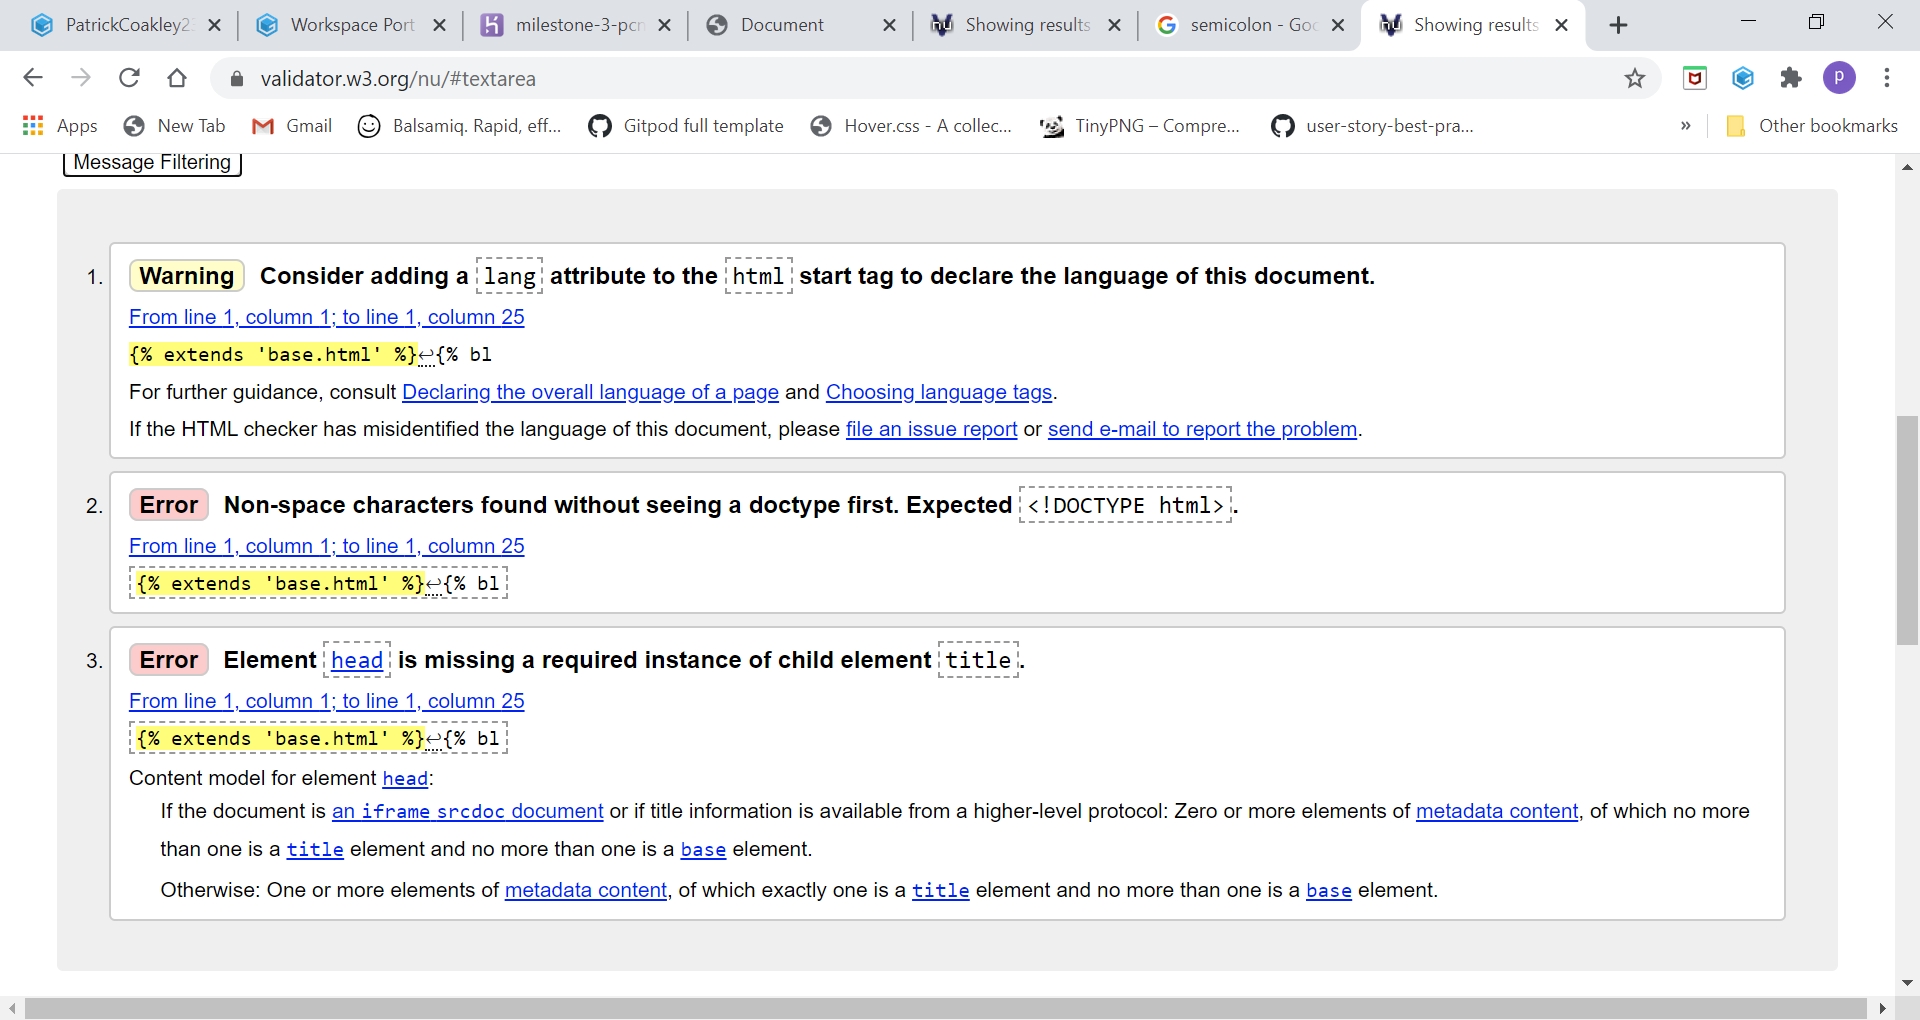 PatrickCoakley2
Workspace Port
milestone-3-pcn
Document
Showing results
semicolon - Goo
Showing results
validator.w3.org/nu/#textarea
p
Apps
New Tab
Gmail
Balsamiq. Rapid, eff...
Gitpod full template
Hover.css - A collec...
TinyPNG – Compre...
user-story-best-pra...
»
Other bookmarks
Message Filtering
1. Warning Consider adding a lang attribute to the html start tag to declare the language of this document.
From line 1, column 1; to line 1, column 25
{% extends 'base.html' %}↩{% bl
For further guidance, consult Declaring the overall language of a page and Choosing language tags.
If the HTML checker has misidentified the language of this document, please file an issue report or send e-mail to report the problem.
2. Error Non-space characters found without seeing a doctype first. Expected <!DOCTYPE html>.
From line 1, column 1; to line 1, column 25
{% extends 'base.html' %}↩{% bl
3. Error Element head is missing a required instance of child element title.
From line 1, column 1; to line 1, column 25
{% extends 'base.html' %}↩{% bl
Content model for element head:
If the document is an iframe srcdoc document or if title information is available from a higher-level protocol: Zero or more elements of metadata content, of which no more
than one is a title element and no more than one is a base element.
Otherwise: One or more elements of metadata content, of which exactly one is a title element and no more than one is a base element.